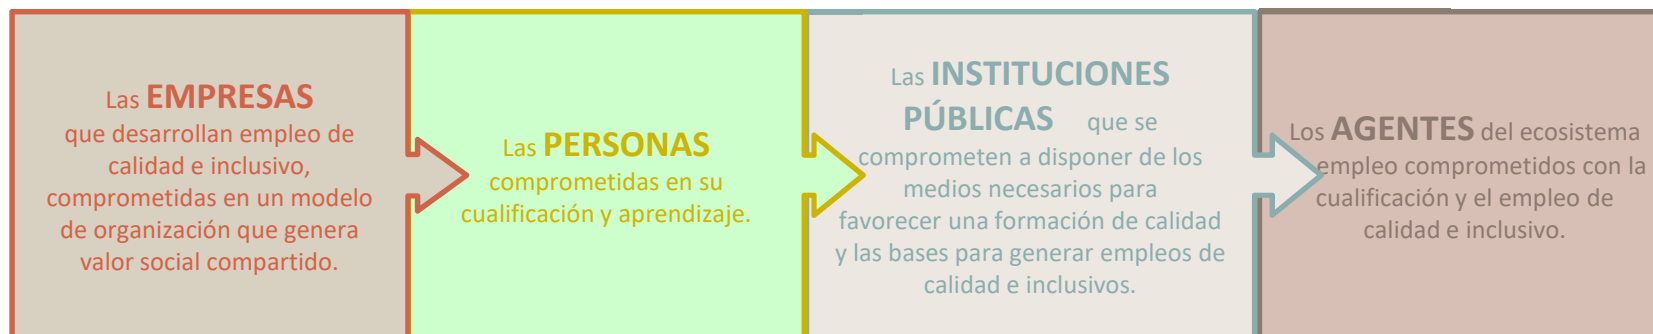 Las EMPRESAS
que desarrollan empleo de
calidad e inclusivo,
comprometidas en un modelo
de organización que genera
valor social compartido.
Las PERSONAS
comprometidas en su
cualificación y aprendizaje.
Las INSTITUCIONES
PÚBLICAS que se
comprometen a disponer de los
medios necesarios para
favorecer una formación de calidad
y las bases para generar empleos de
calidad e inclusivos.
Los AGENTES del ecosistema
empleo comprometidos con la
cualificación y el empleo de
calidad e inclusivo.